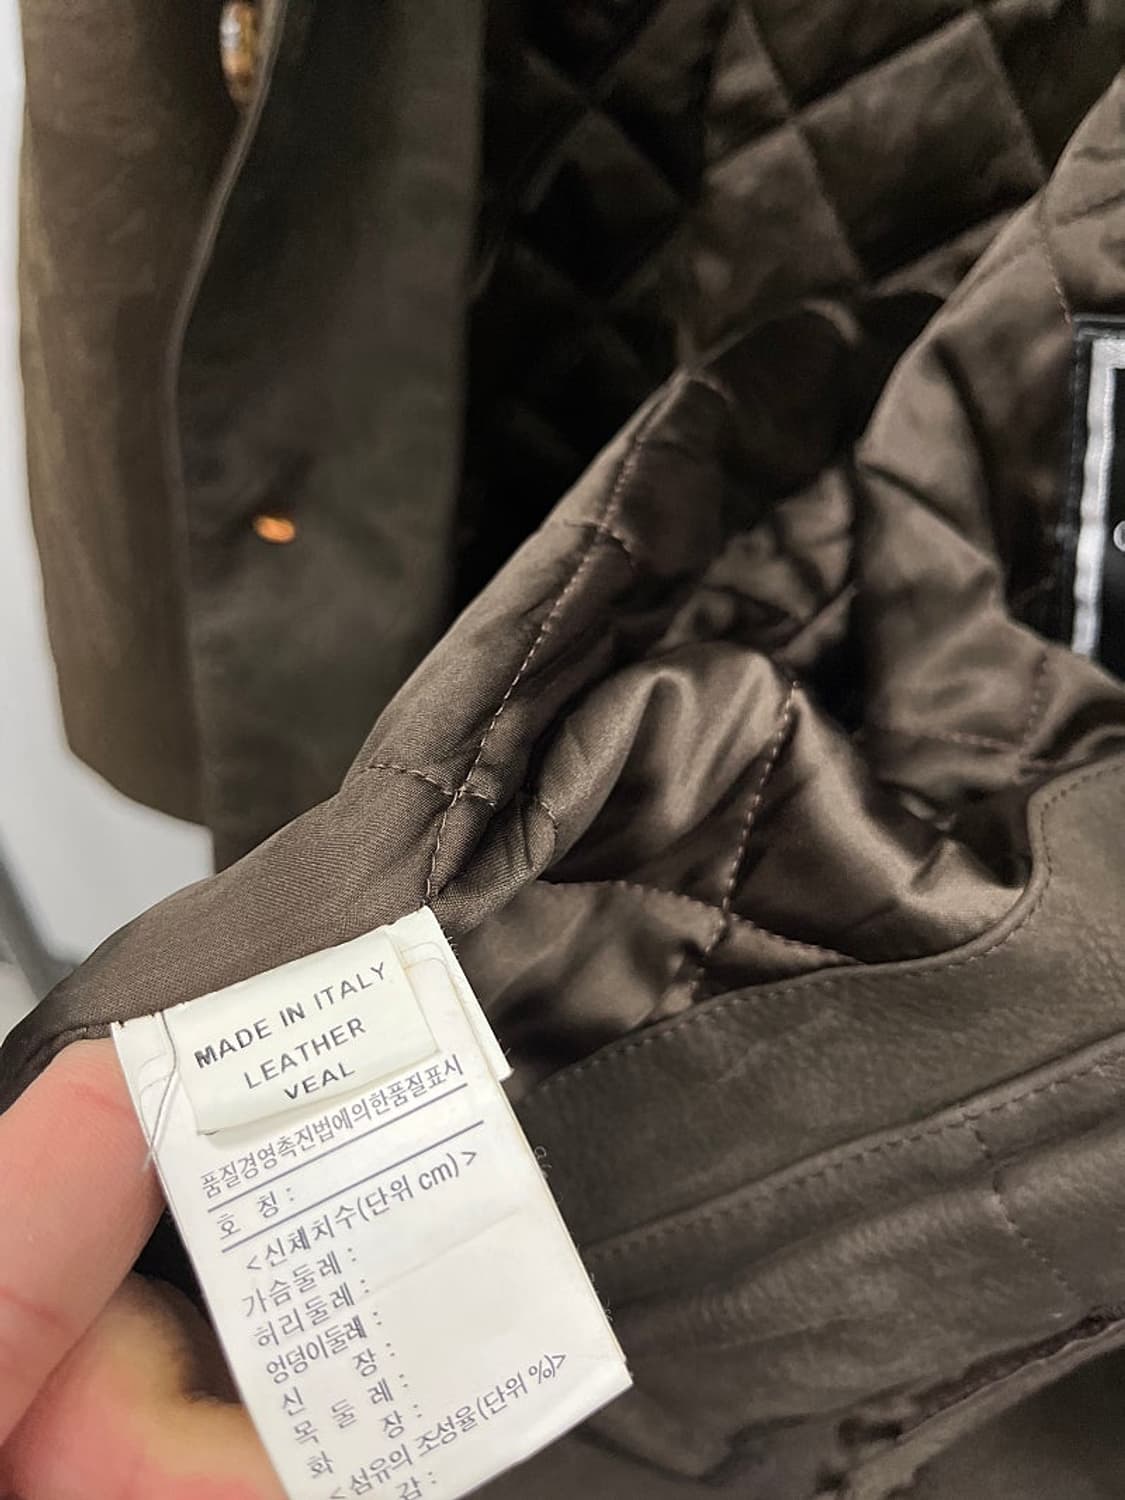 MADE IN ITALY
LEATHER
VEAL
품질경영촉진법에의한품질표시
호 칭 :
<신체치수(단위 cm)>
가슴둘레 :
허리둘레 :
엉덩이둘레 :
신 장 :
목 둘 레 :
화 장 :
<섬유의 조성율(단위 %)>
감 :